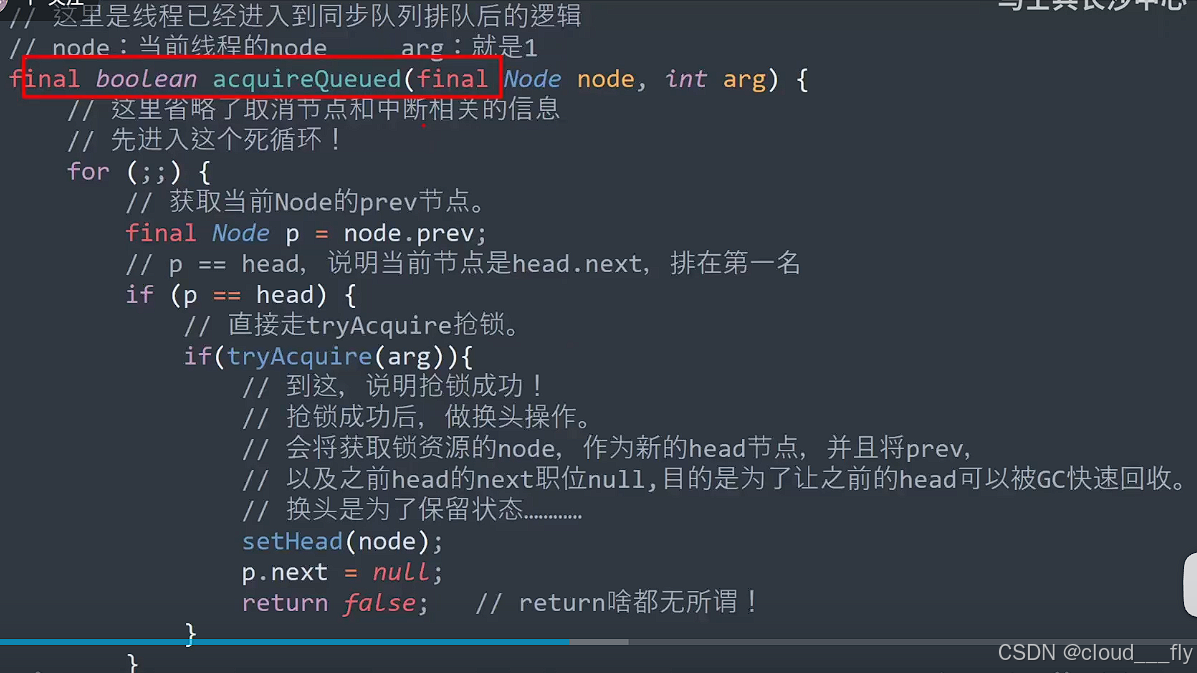 // 这里是线程已经进入到同步队列排队后的逻辑
// node：当前线程的node arg：就是1
final boolean acquireQueued(final Node node, int arg) {
// 这里省略了取消节点和中断相关的信息
// 先进入这个死循环！
for (;;) {
// 获取当前Node的prev节点。
final Node p = node.prev;
// p == head，说明当前节点是head.next，排在第一名
if (p == head) {
// 直接走tryAcquire抢锁。
if(tryAcquire(arg)){
// 到这，说明抢锁成功！
// 抢锁成功后，做换头操作。
// 会将获取锁资源的node，作为新的head节点，并且将prev，
// 以及之前head的next职位null,目的是为了让之前的head可以被GC快速回收。
// 换头是为了保留状态…………
setHead(node);
p.next = null;
return false; // return啥都无所谓！
}
}
CSDN @cloud___fly